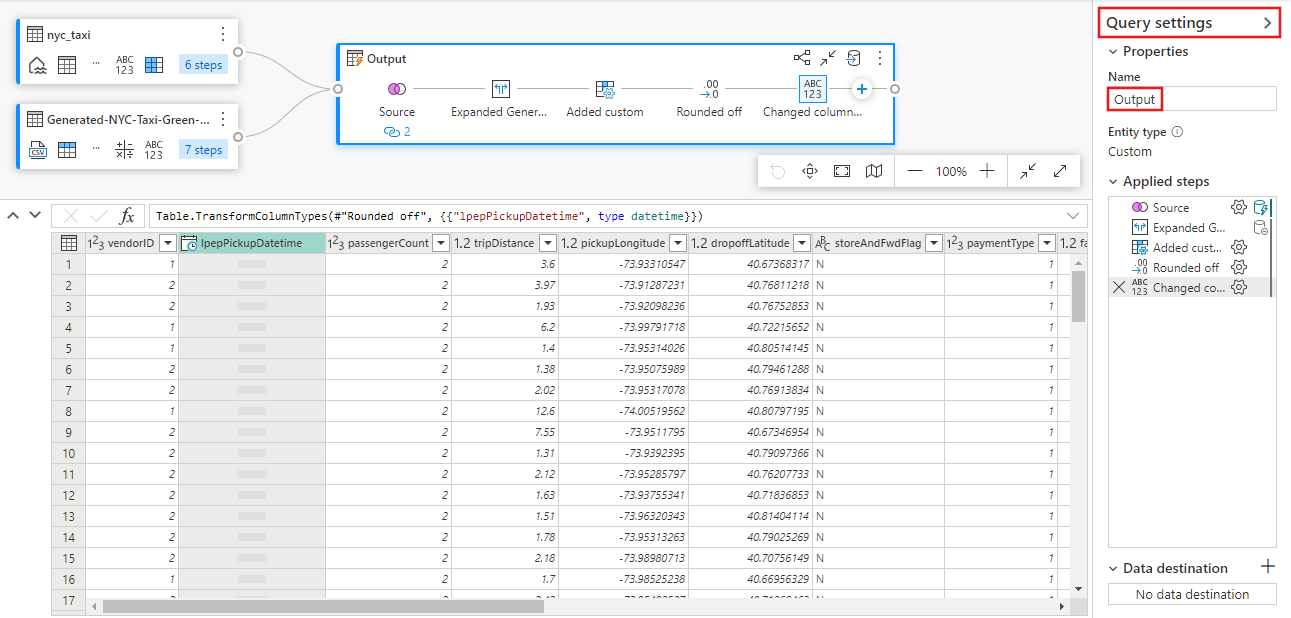 nyc_taxi
ABC
123
6 steps
Generated-NYC-Taxi-Green-...
CSV
ABC
123
7 steps
Output
Source
2
Expanded Gener...
Added custom
.00
→.0
Rounded off
ABC
123
Changed column...
100%
fx
Table.TransformColumnTypes(#"Rounded off", {{"lpepPickupDatetime", type datetime}})
1²3 vendorID lpepPickupDatetime 1²3 passengerCount 1.2 tripDistance 1.2 pickupLongitude 1.2 dropoffLatitude ABC storeAndFwdFlag 1²3 paymentType 1.2 fa
1 1 2 3.6 -73.93310547 40.67368317 N 1
2 2 2 3.97 -73.91287231 40.76811218 N 1
3 2 2 1.93 -73.92098236 40.76752853 N 1
4 1 2 6.2 -73.99791718 40.72215652 N 1
5 1 2 1.4 -73.95314026 40.80514145 N 1
6 2 2 1.38 -73.95075989 40.79461288 N 1
7 2 2 2.02 -73.95317078 40.76913834 N 1
8 1 2 12.6 -74.00519562 40.80797195 N 1
9 2 2 7.55 -73.9511795 40.67346954 N 1
10 2 2 1.31 -73.9392395 40.79097366 N 1
11 2 2 2.12 -73.95285797 40.76207733 N 1
12 2 2 1.63 -73.93755341 40.71836853 N 1
13 2 2 1.51 -73.96320343 40.81404114 N 1
14 2 2 1.78 -73.95313263 40.79025269 N 1
15 2 2 2.18 -73.98980713 40.70756149 N 1
16 1 2 1.7 -73.98525238 40.66956329 N 1
17
Query settings
Properties
Name
Output
Entity type
Custom
Applied steps
Source
Expanded G...
Added cust...
.00
→.0
Rounded off
ABC
123
Changed co...
Data destination
No data destination